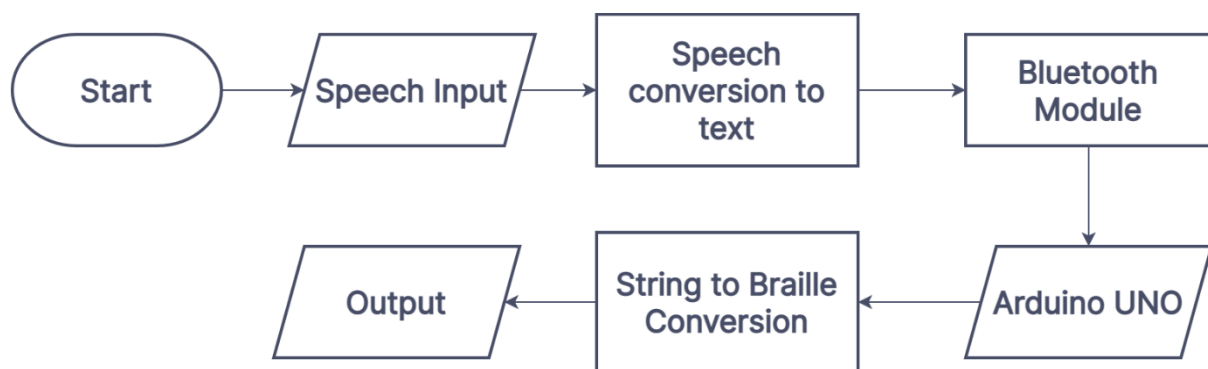 Start
Speech Input
Speech
conversion to
text
Bluetooth
Module
Arduino UNO
String to Braille
Conversion
Output